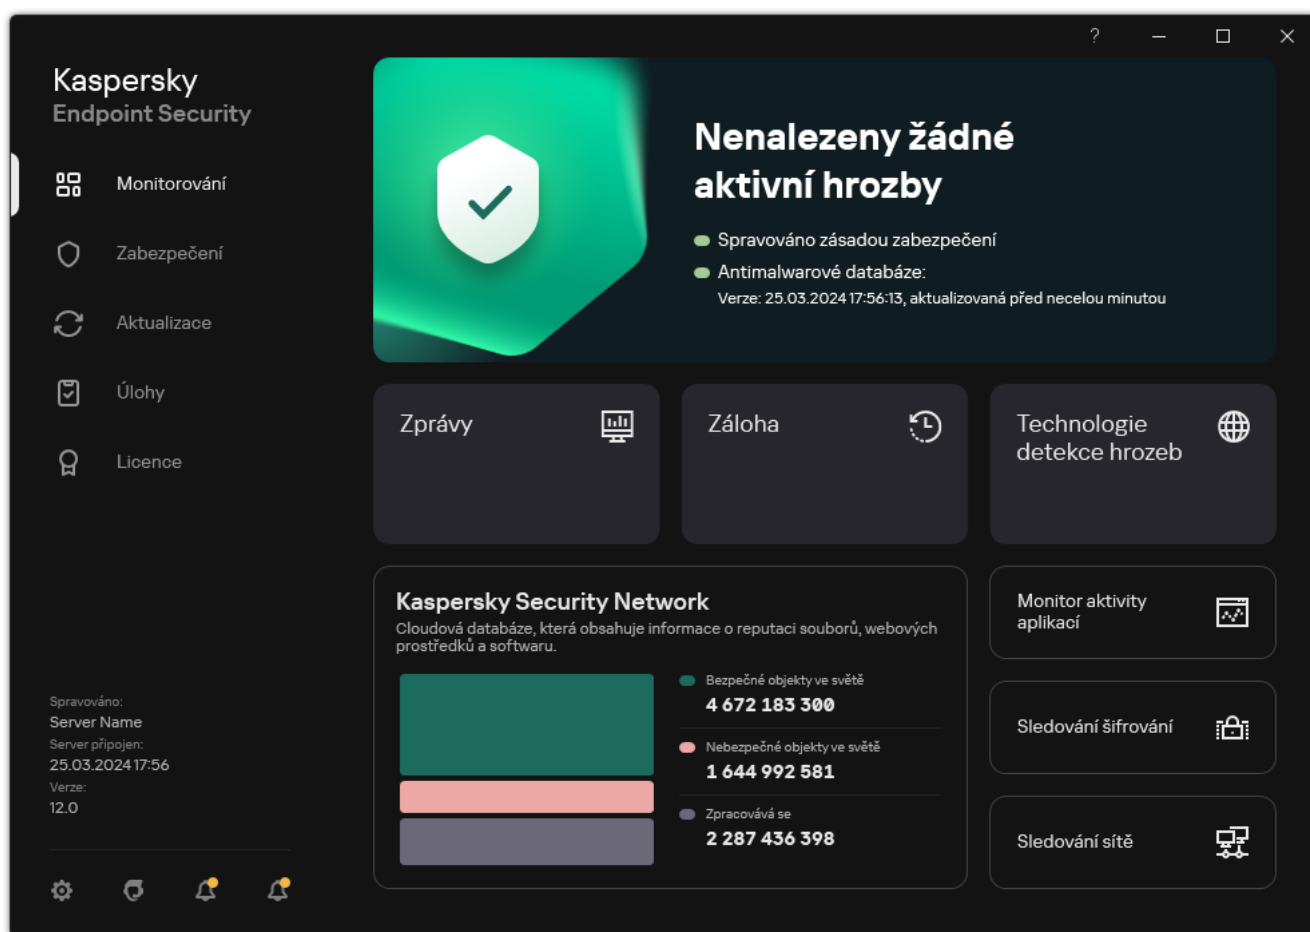 ?
Kaspersky
Endpoint Security
Monitorování
Zabezpečení
Aktualizace
Úlohy
Licence
Spravováno:
Server Name
Server připojen:
25.03.2024 17:56
Verze:
12.0
Nenalezeny žádné
aktivní hrozby
Spravováno zásadou zabezpečení
Antimalwarové databáze:
Verze: 25.03.2024 17:56:13, aktualizovaná před necelou minutou
Zprávy
Záloha
Technologie
detekce hrozeb
Kaspersky Security Network
Cloudová databáze, která obsahuje informace o reputaci souborů, webových
prostředků a softwaru.
Bezpečné objekty ve světě
4 672 183 300
Nebezpečné objekty ve světě
1 644 992 581
Zpracovává se
2 287 436 398
Monitor aktivity
aplikací
Sledování šifrování
Sledování sítě